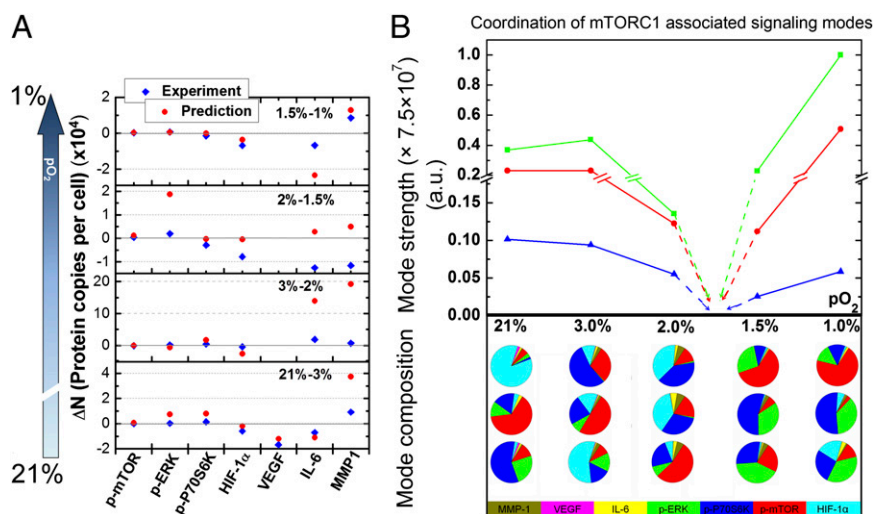 A
1%
pO2
21%
ΔN (Protein copies per cell) (x10⁴)
Experiment
Prediction
2
0
-2
1.5%-1%
2
1
0
-1
2%-1.5%
20
10
0
3%-2%
4
2
0
-2
21%-3%
p-mTOR
p-ERK
p-P70S6K
HIF-1α
VEGF
IL-6
MMP1
B
Coordination of mTORC1 associated signaling modes
Mode strength (× 7.5×10⁷)
(a.u.)
1.0
0.8
0.6
0.4
0.2
0.15
0.10
0.05
0.00
pO₂
21% 3.0% 2.0% 1.5% 1.0%
Mode composition
MMP-1 VEGF IL-6 p-ERK p-P70S6K p-mTOR HIF-1α